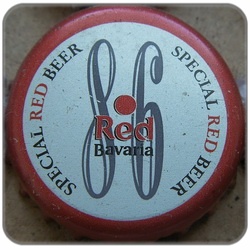 SPECIAL RED BEER
86
Red
Bavaria
SPECIAL RED BEER